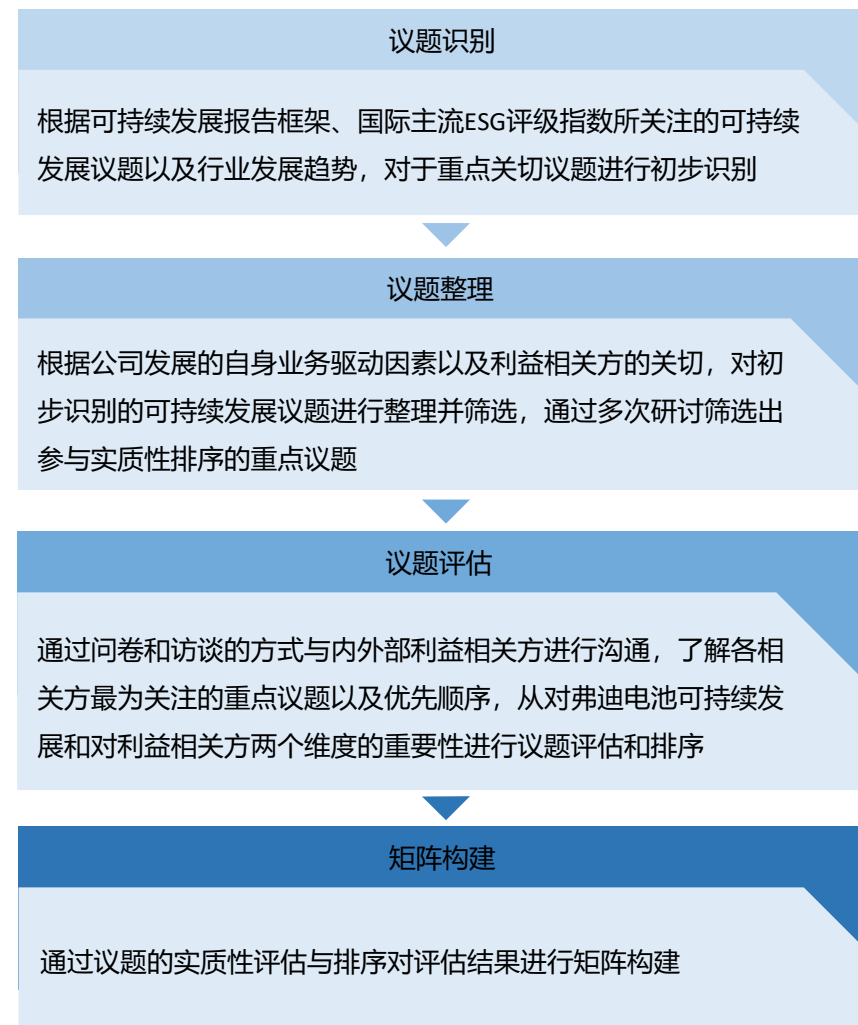 议题识别
根据可持续发展报告框架、国际主流ESG评级指数所关注的可持续
发展议题以及行业发展趋势，对于重点关切议题进行初步识别
议题整理
根据公司发展的自身业务驱动因素以及利益相关方的关切，对初
步识别的可持续发展议题进行整理并筛选，通过多次研讨筛选出
参与实质性排序的重点议题
议题评估
通过问卷和访谈的方式与内外部利益相关方进行沟通，了解各相
关方最为关注的重点议题以及优先顺序，从对弗迪电池可持续发
展和对利益相关方两个维度的重要性进行议题评估和排序
矩阵构建
通过议题的实质性评估与排序对评估结果进行矩阵构建